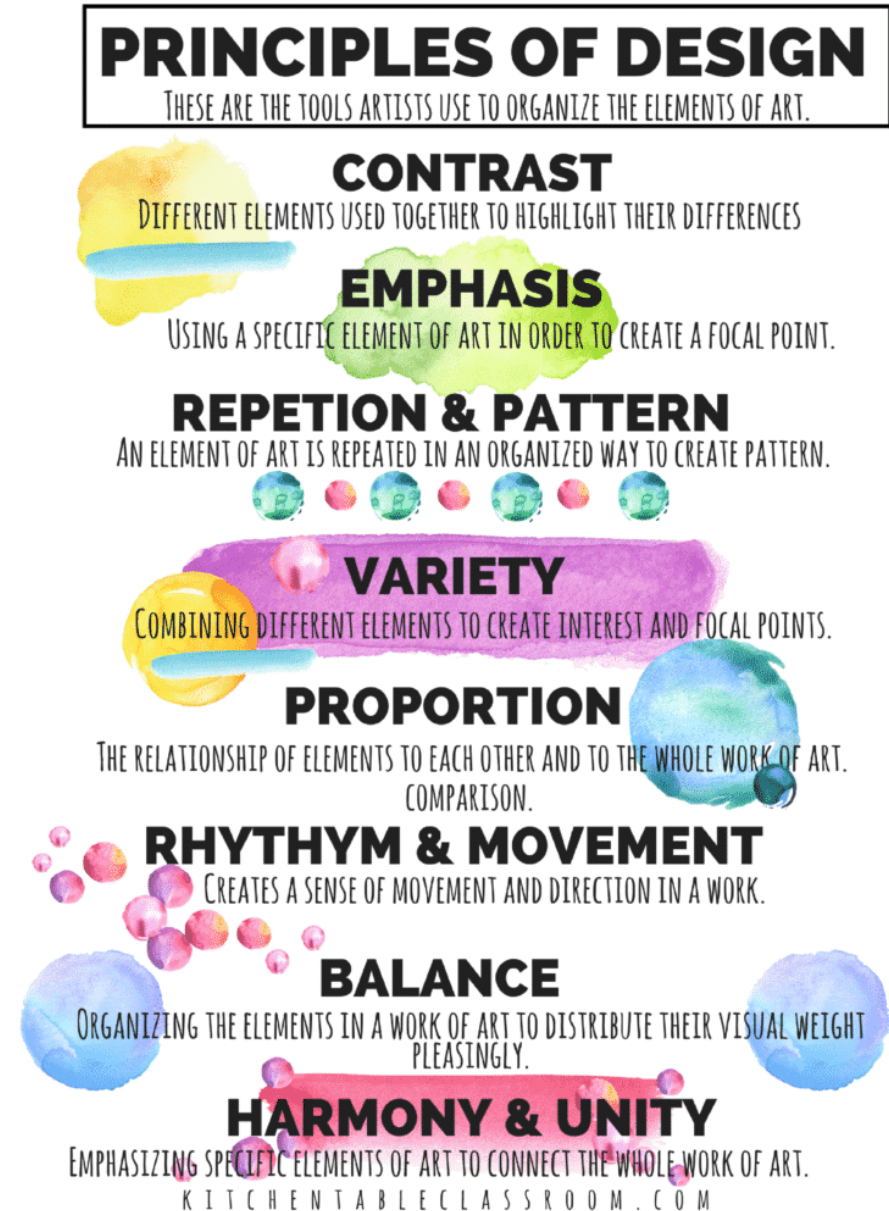 PRINCIPLES OF DESIGN
THESE ARE THE TOOLS ARTISTS USE TO ORGANIZE THE ELEMENTS OF ART.
CONTRAST
DIFFERENT ELEMENTS USED TOGETHER TO HIGHLIGHT THEIR DIFFERENCES
EMPHASIS
USING A SPECIFIC ELEMENT OF ART IN ORDER TO CREATE A FOCAL POINT.
REPETION & PATTERN
AN ELEMENT OF ART IS REPEATED IN AN ORGANIZED WAY TO CREATE PATTERN.
VARIETY
COMBINING DIFFERENT ELEMENTS TO CREATE INTEREST AND FOCAL POINTS.
PROPORTION
THE RELATIONSHIP OF ELEMENTS TO EACH OTHER AND TO THE WHOLE WORK OF ART.
COMPARISON.
RHYTHYM & MOVEMENT
CREATES A SENSE OF MOVEMENT AND DIRECTION IN A WORK.
BALANCE
ORGANIZING THE ELEMENTS IN A WORK OF ART TO DISTRIBUTE THEIR VISUAL WEIGHT
PLEASINGLY.
HARMONY & UNITY
EMPHASIZING SPECIFIC ELEMENTS OF ART TO CONNECT THE WHOLE WORK OF ART.
KITCHENTABLECLASSROOM.COM